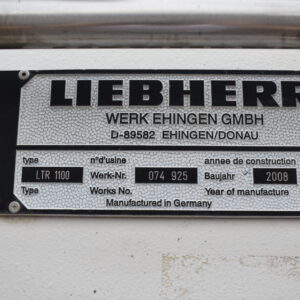 LIEBHERR
WERK EHINGEN GMBH
D-89582 EHINGEN/DONAU
type n°d'usine annee de construction
Typ LTR 1100 Werk-Nr. 074 925 Baujahr 2008
Type Works No. Year of manufacture
Manufactured in Germany